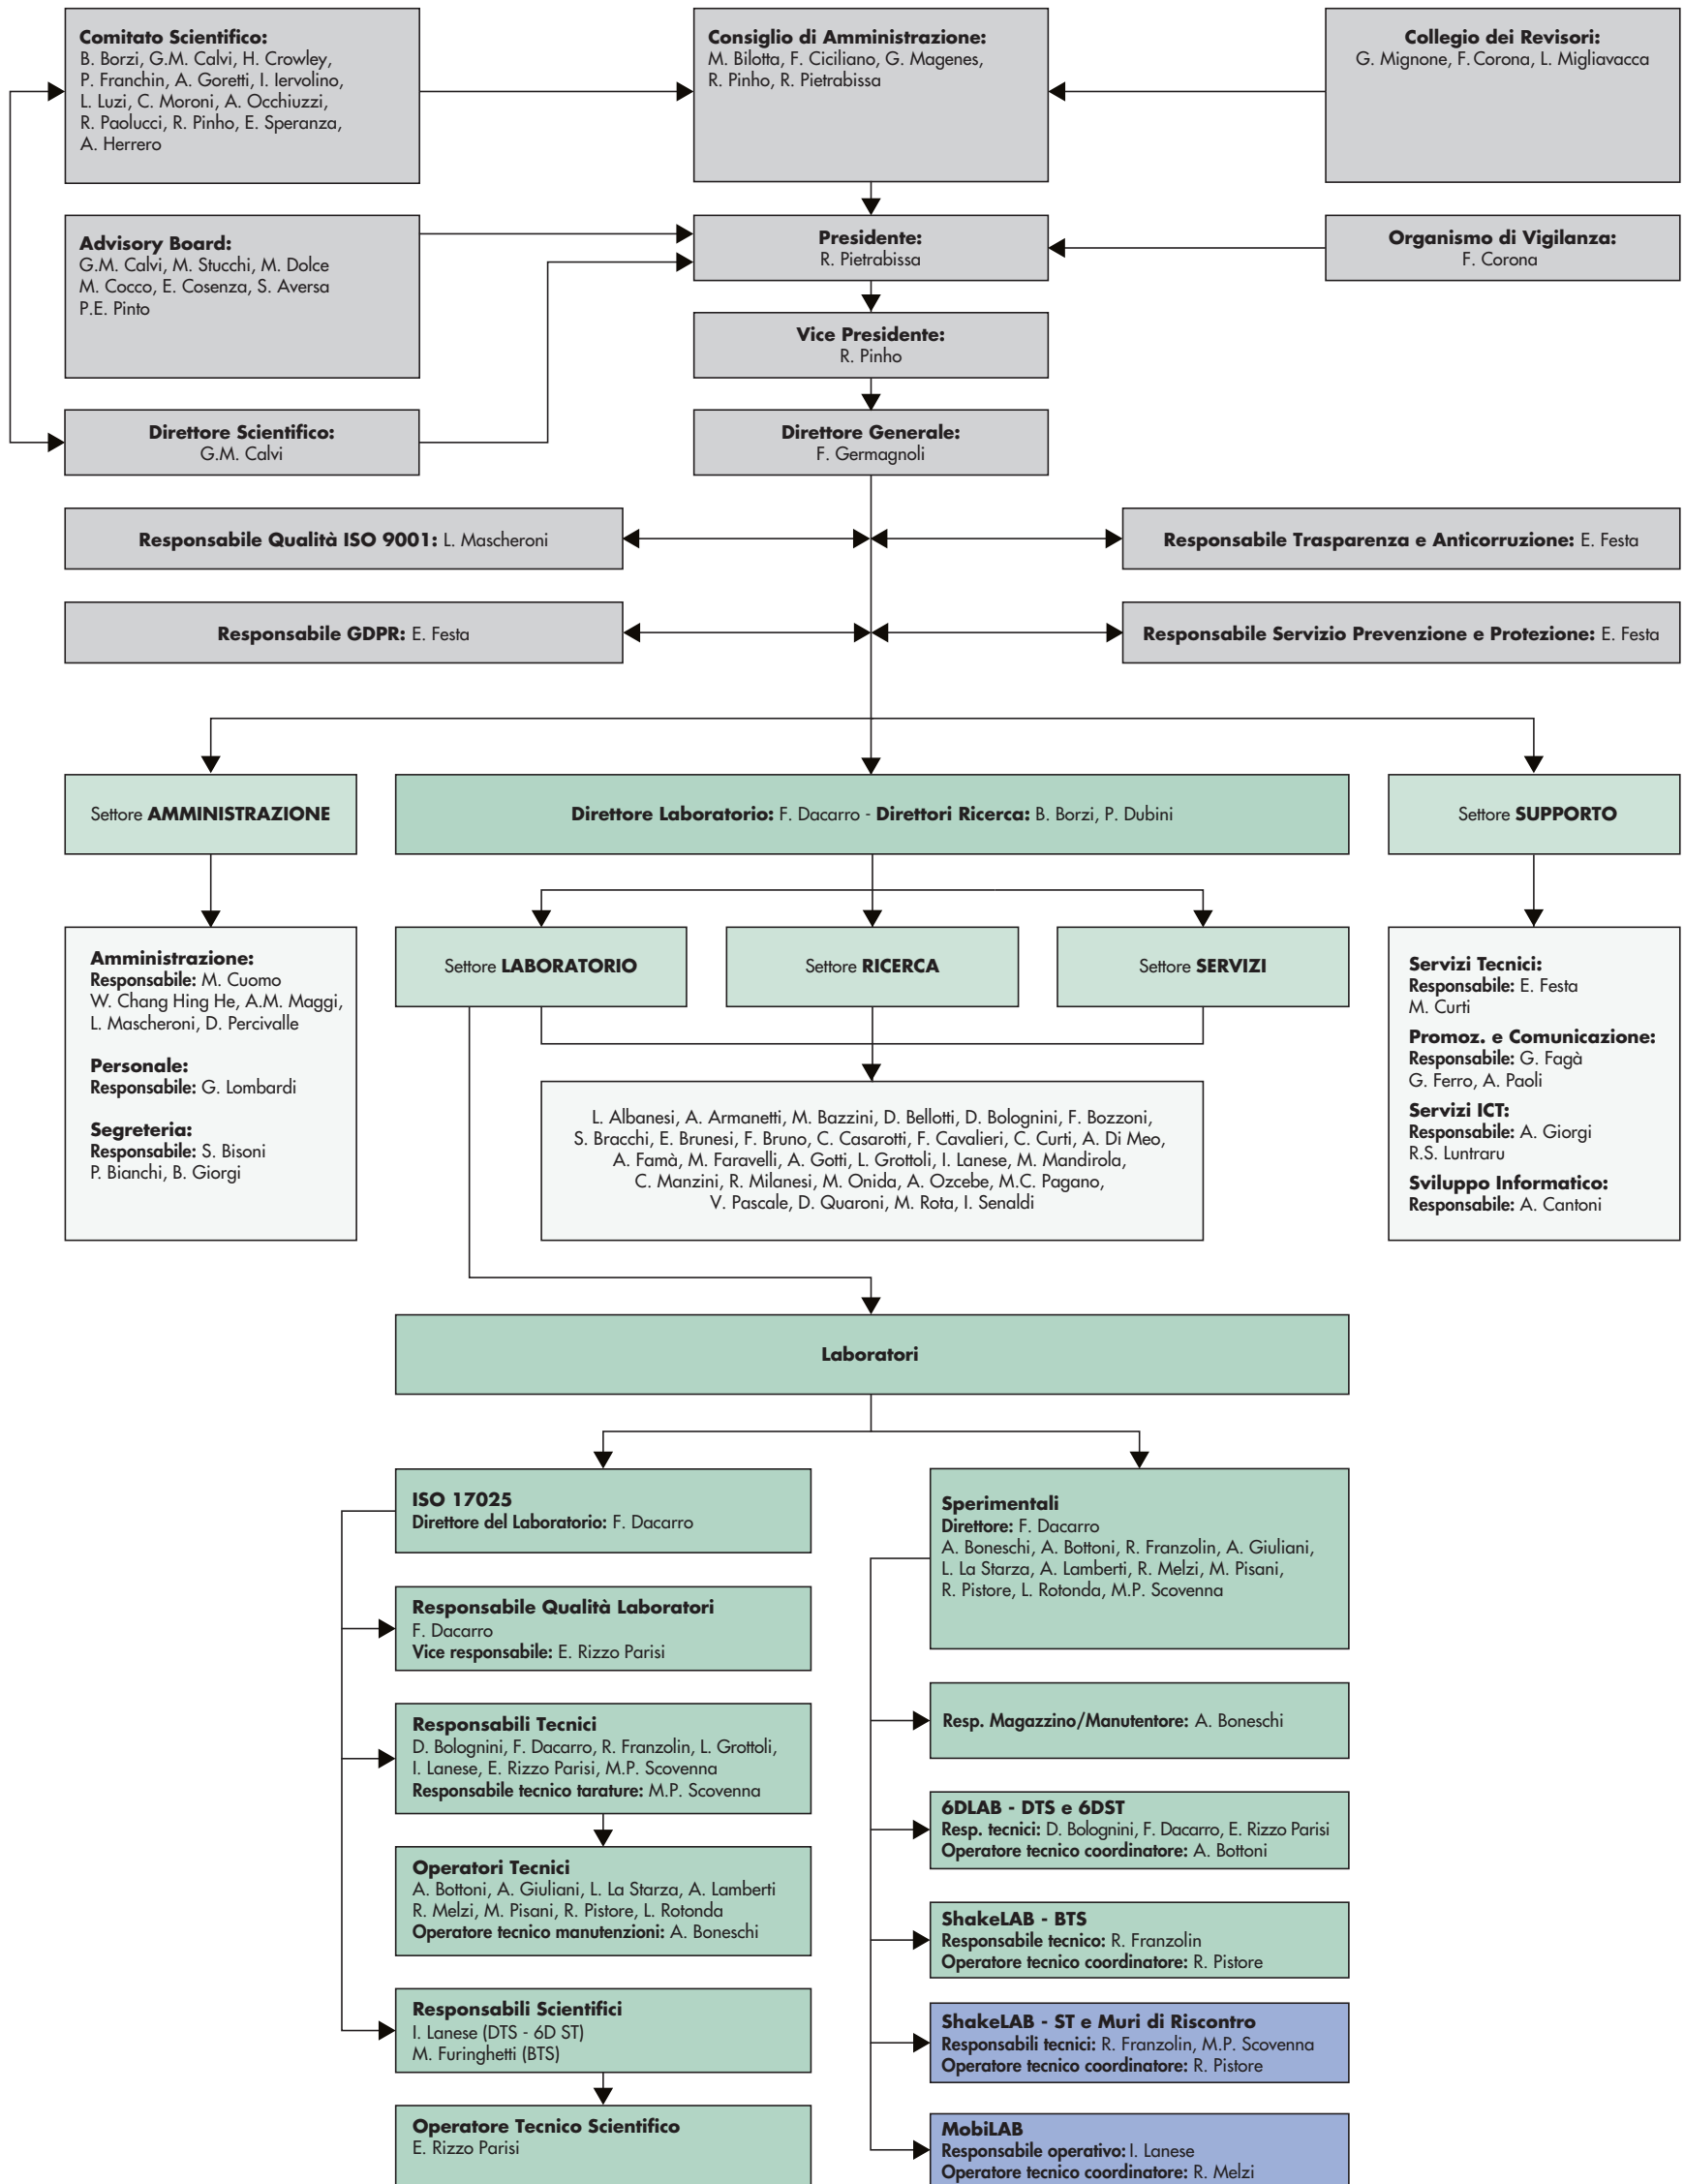 Comitato Scientifico:
B. Borzi, G.M. Calvi, H. Crowley,
P. Franchin, A. Goretti, I. Iervolino,
L. Luzi, C. Moroni, A. Occhiuzzi,
R. Paolucci, R. Pinho, E. Speranza,
A. Herrero
Consiglio di Amministrazione:
M. Bilotta, F. Ciciliano, G. Magenes,
R. Pinho, R. Pietrabissa
Collegio dei Revisori:
G. Mignone, F. Corona, L. Migliavacca
Advisory Board:
G.M. Calvi, M. Stucchi, M. Dolce
M. Cocco, E. Cosenza, S. Aversa
P.E. Pinto
Presidente:
R. Pietrabissa
Organismo di Vigilanza:
F. Corona
Vice Presidente:
R. Pinho
Direttore Scientifico:
G.M. Calvi
Direttore Generale:
F. Germagnoli
Responsabile Qualità ISO 9001: L. Mascheroni
Responsabile Trasparenza e Anticorruzione: E. Festa
Responsabile GDPR: E. Festa
Responsabile Servizio Prevenzione e Protezione: E. Festa
Settore AMMINISTRAZIONE
Direttore Laboratorio: F. Dacarro - Direttori Ricerca: B. Borzi, P. Dubini
Settore SUPPORTO
Amministrazione:
Responsabile: M. Cuomo
W. Chang Hing He, A.M. Maggi,
L. Mascheroni, D. Percivalle
Personale:
Responsabile: G. Lombardi
Segreteria:
Responsabile: S. Bisoni
P. Bianchi, B. Giorgi
Settore LABORATORIO
Settore RICERCA
Settore SERVIZI
L. Albanesi, A. Armanetti, M. Bazzini, D. Bellotti, D. Bolognini, F. Bozzoni,
S. Bracchi, E. Brunesi, F. Bruno, C. Casarotti, F. Cavalieri, C. Curti, A. Di Meo,
A. Famà, M. Faravelli, A. Gotti, L. Grottoli, I. Lanese, M. Mandirola,
C. Manzini, R. Milanesi, M. Onida, A. Ozcebe, M.C. Pagano,
V. Pascale, D. Quaroni, M. Rota, I. Senaldi
Servizi Tecnici:
Responsabile: E. Festa
M. Curti
Promoz. e Comunicazione:
Responsabile: G. Fagà
G. Ferro, A. Paoli
Servizi ICT:
Responsabile: A. Giorgi
R.S. Luntraru
Sviluppo Informatico:
Responsabile: A. Cantoni
Laboratori
ISO 17025
Direttore del Laboratorio: F. Dacarro
Responsabile Qualità Laboratori
F. Dacarro
Vice responsabile: E. Rizzo Parisi
Responsabili Tecnici
D. Bolognini, F. Dacarro, R. Franzolin, L. Grottoli,
I. Lanese, E. Rizzo Parisi, M.P. Scovenna
Responsabile tecnico tarature: M.P. Scovenna
Operatori Tecnici
A. Bottoni, A. Giuliani, L. La Starza, A. Lamberti
R. Melzi, M. Pisani, R. Pistore, L. Rotonda
Operatore tecnico manutenzioni: A. Boneschi
Responsabili Scientifici
I. Lanese (DTS - 6D ST)
M. Furinghetti (BTS)
Operatore Tecnico Scientifico
E. Rizzo Parisi
Sperimentali
Direttore: F. Dacarro
A. Boneschi, A. Bottoni, R. Franzolin, A. Giuliani,
L. La Starza, A. Lamberti, R. Melzi, M. Pisani,
R. Pistore, L. Rotonda, M.P. Scovenna
Resp. Magazzino/Manutentore: A. Boneschi
6DLAB - DTS e 6DST
Resp. tecnici: D. Bolognini, F. Dacarro, E. Rizzo Parisi
Operatore tecnico coordinatore: A. Bottoni
ShakeLAB - BTS
Responsabile tecnico: R. Franzolin
Operatore tecnico coordinatore: R. Pistore
ShakeLAB - ST e Muri di Riscontro
Responsabili tecnici: R. Franzolin, M.P. Scovenna
Operatore tecnico coordinatore: R. Pistore
MobiLAB
Responsabile operativo: I. Lanese
Operatore tecnico coordinatore: R. Melzi